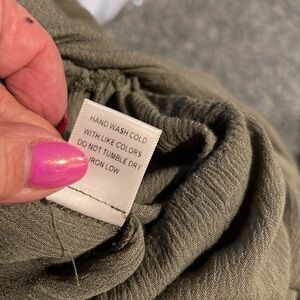 HAND WASH COLD
WITH LIKE COLORS
DO NOT TUMBLE DRY
IRON LOW